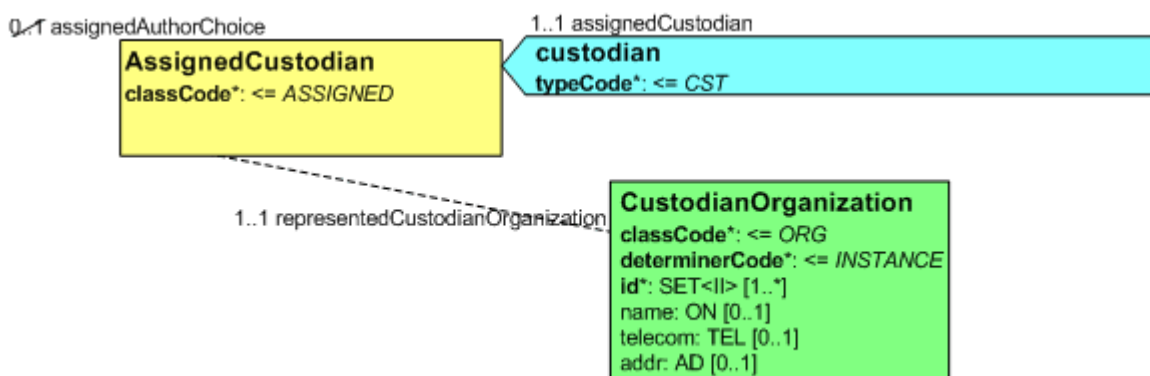 0..1 assignedAuthorChoice
1..1 assignedCustodian
AssignedCustodian
classCode*: <= ASSIGNED
custodian
typeCode*: <= CST
1..1 representedCustodianOrganization
CustodianOrganization
classCode*: <= ORG
determinerCode*: <= INSTANCE
id*: SET<II> [1..*]
name: ON [0..1]
telecom: TEL [0..1]
addr: AD [0..1]